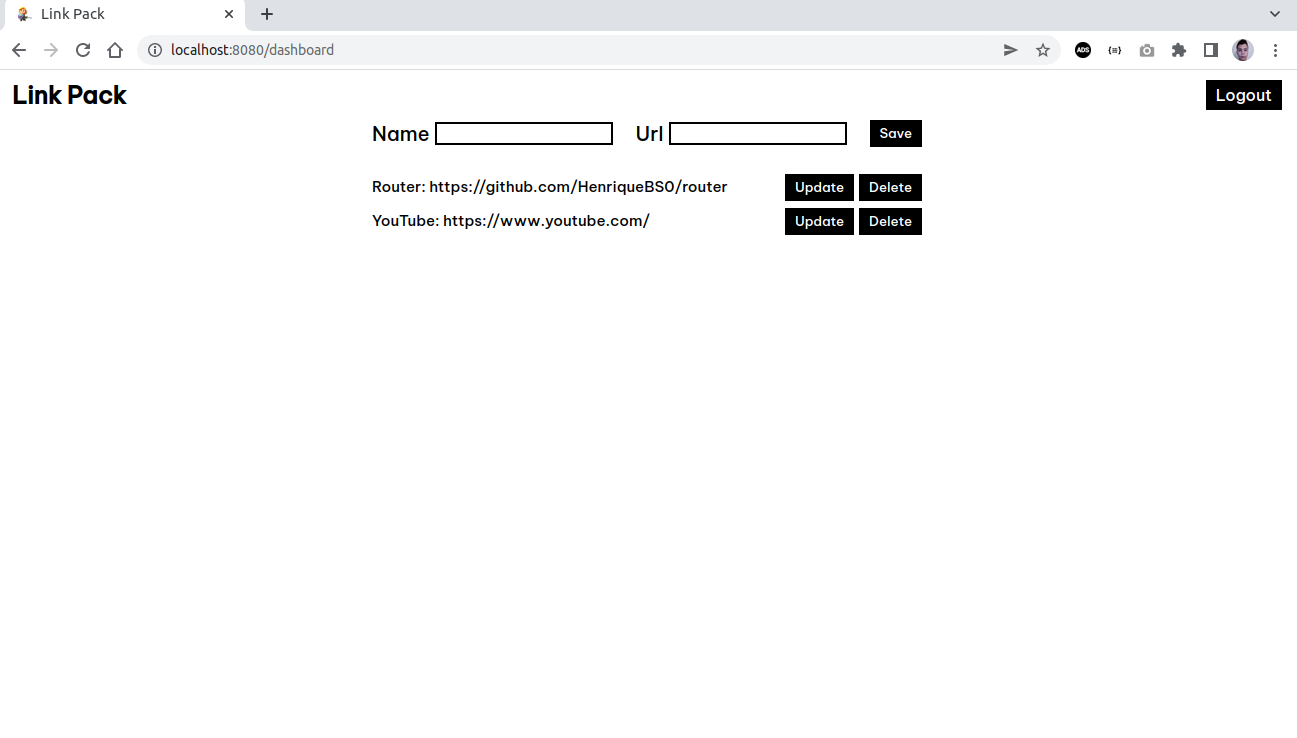 Link Pack
localhost:8080/dashboard
ADS
Link Pack
Logout
Name
Url
Save
Router: https://github.com/HenriqueBS0/router
Update
Delete
YouTube: https://www.youtube.com/
Update
Delete